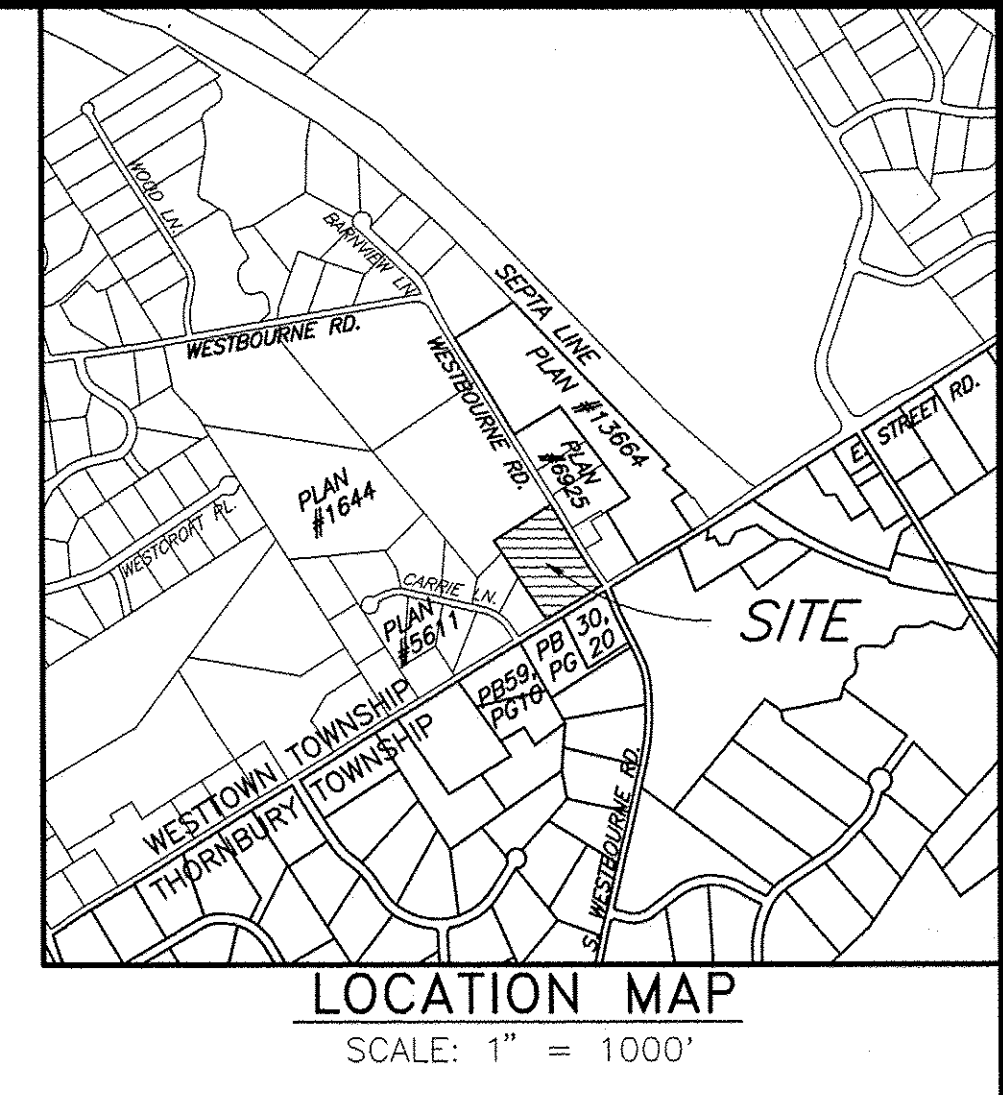 WOOD LN.
BARNVIEW LN
SEPTA LINE
WESTBOURNE RD.
WESTBOURNE RD.
PLAN #13664
E. STREET RD.
PLAN
#6925
PLAN
#1644
WESTCROFT PL.
CARRIE LN.
PLAN
#5611
SITE
PB 30,
PG 20
PB59,
PG10
WESTTOWN TOWNSHIP
THORNBURY TOWNSHIP
S. WESTBOURNE RD.
LOCATION MAP
SCALE: 1" = 1000'